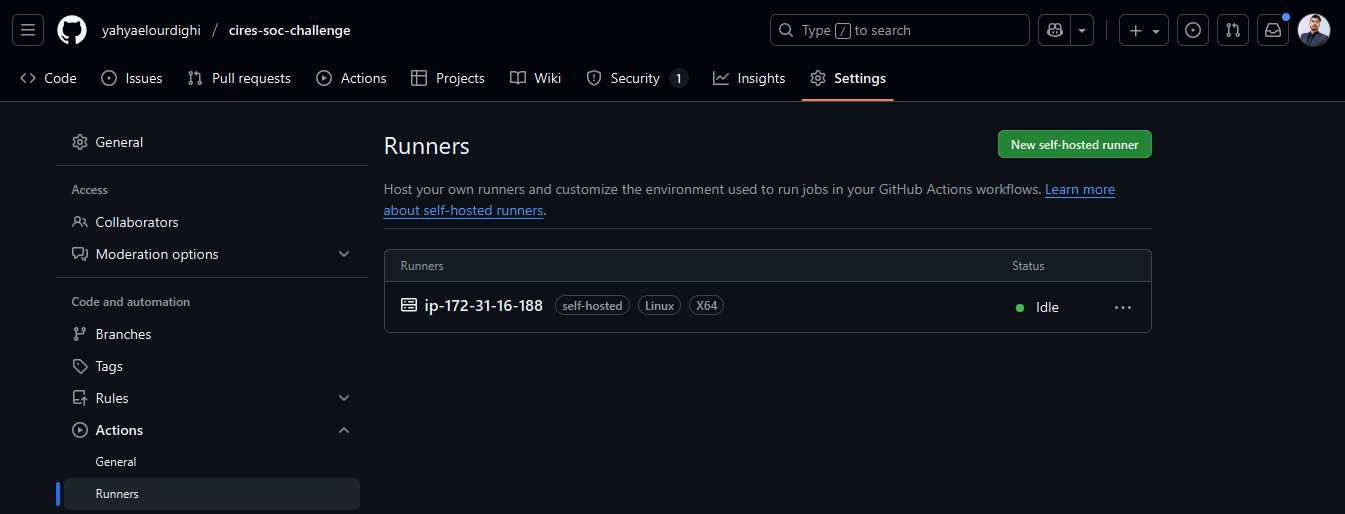 yahyaelourdighi / cires-soc-challenge
Type / to search
Code Issues Pull requests Actions Projects Wiki Security 1 Insights Settings
General
Access
Collaborators
Moderation options
Code and automation
Branches
Tags
Rules
Actions
General
Runners
Runners
New self-hosted runner
Host your own runners and customize the environment used to run jobs in your GitHub Actions workflows. Learn more
about self-hosted runners.
Runners Status
ip-172-31-16-188 self-hosted Linux X64 Idle